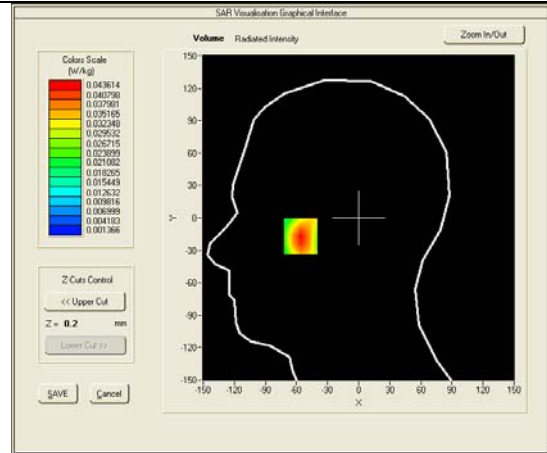 SAR Visualisation Graphical Interface
Volume Radiated Intensity
Zoom In/Out
Colors Scale
(W/kg)
0.043614
0.040798
0.037981
0.035165
0.032348
0.029532
0.026715
0.023899
0.021082
0.018265
0.015449
0.012632
0.009816
0.006999
0.004183
0.001366
Z Cuts Control
<< Upper Cut
Z = 0.2 mm
Lower Cut >>
SAVE Cancel
150
120
90
60
30
0
-30
-60
-90
-120
-150
Y
-150 -120 -90 -60 -30 0 30 60 90 120 150
X